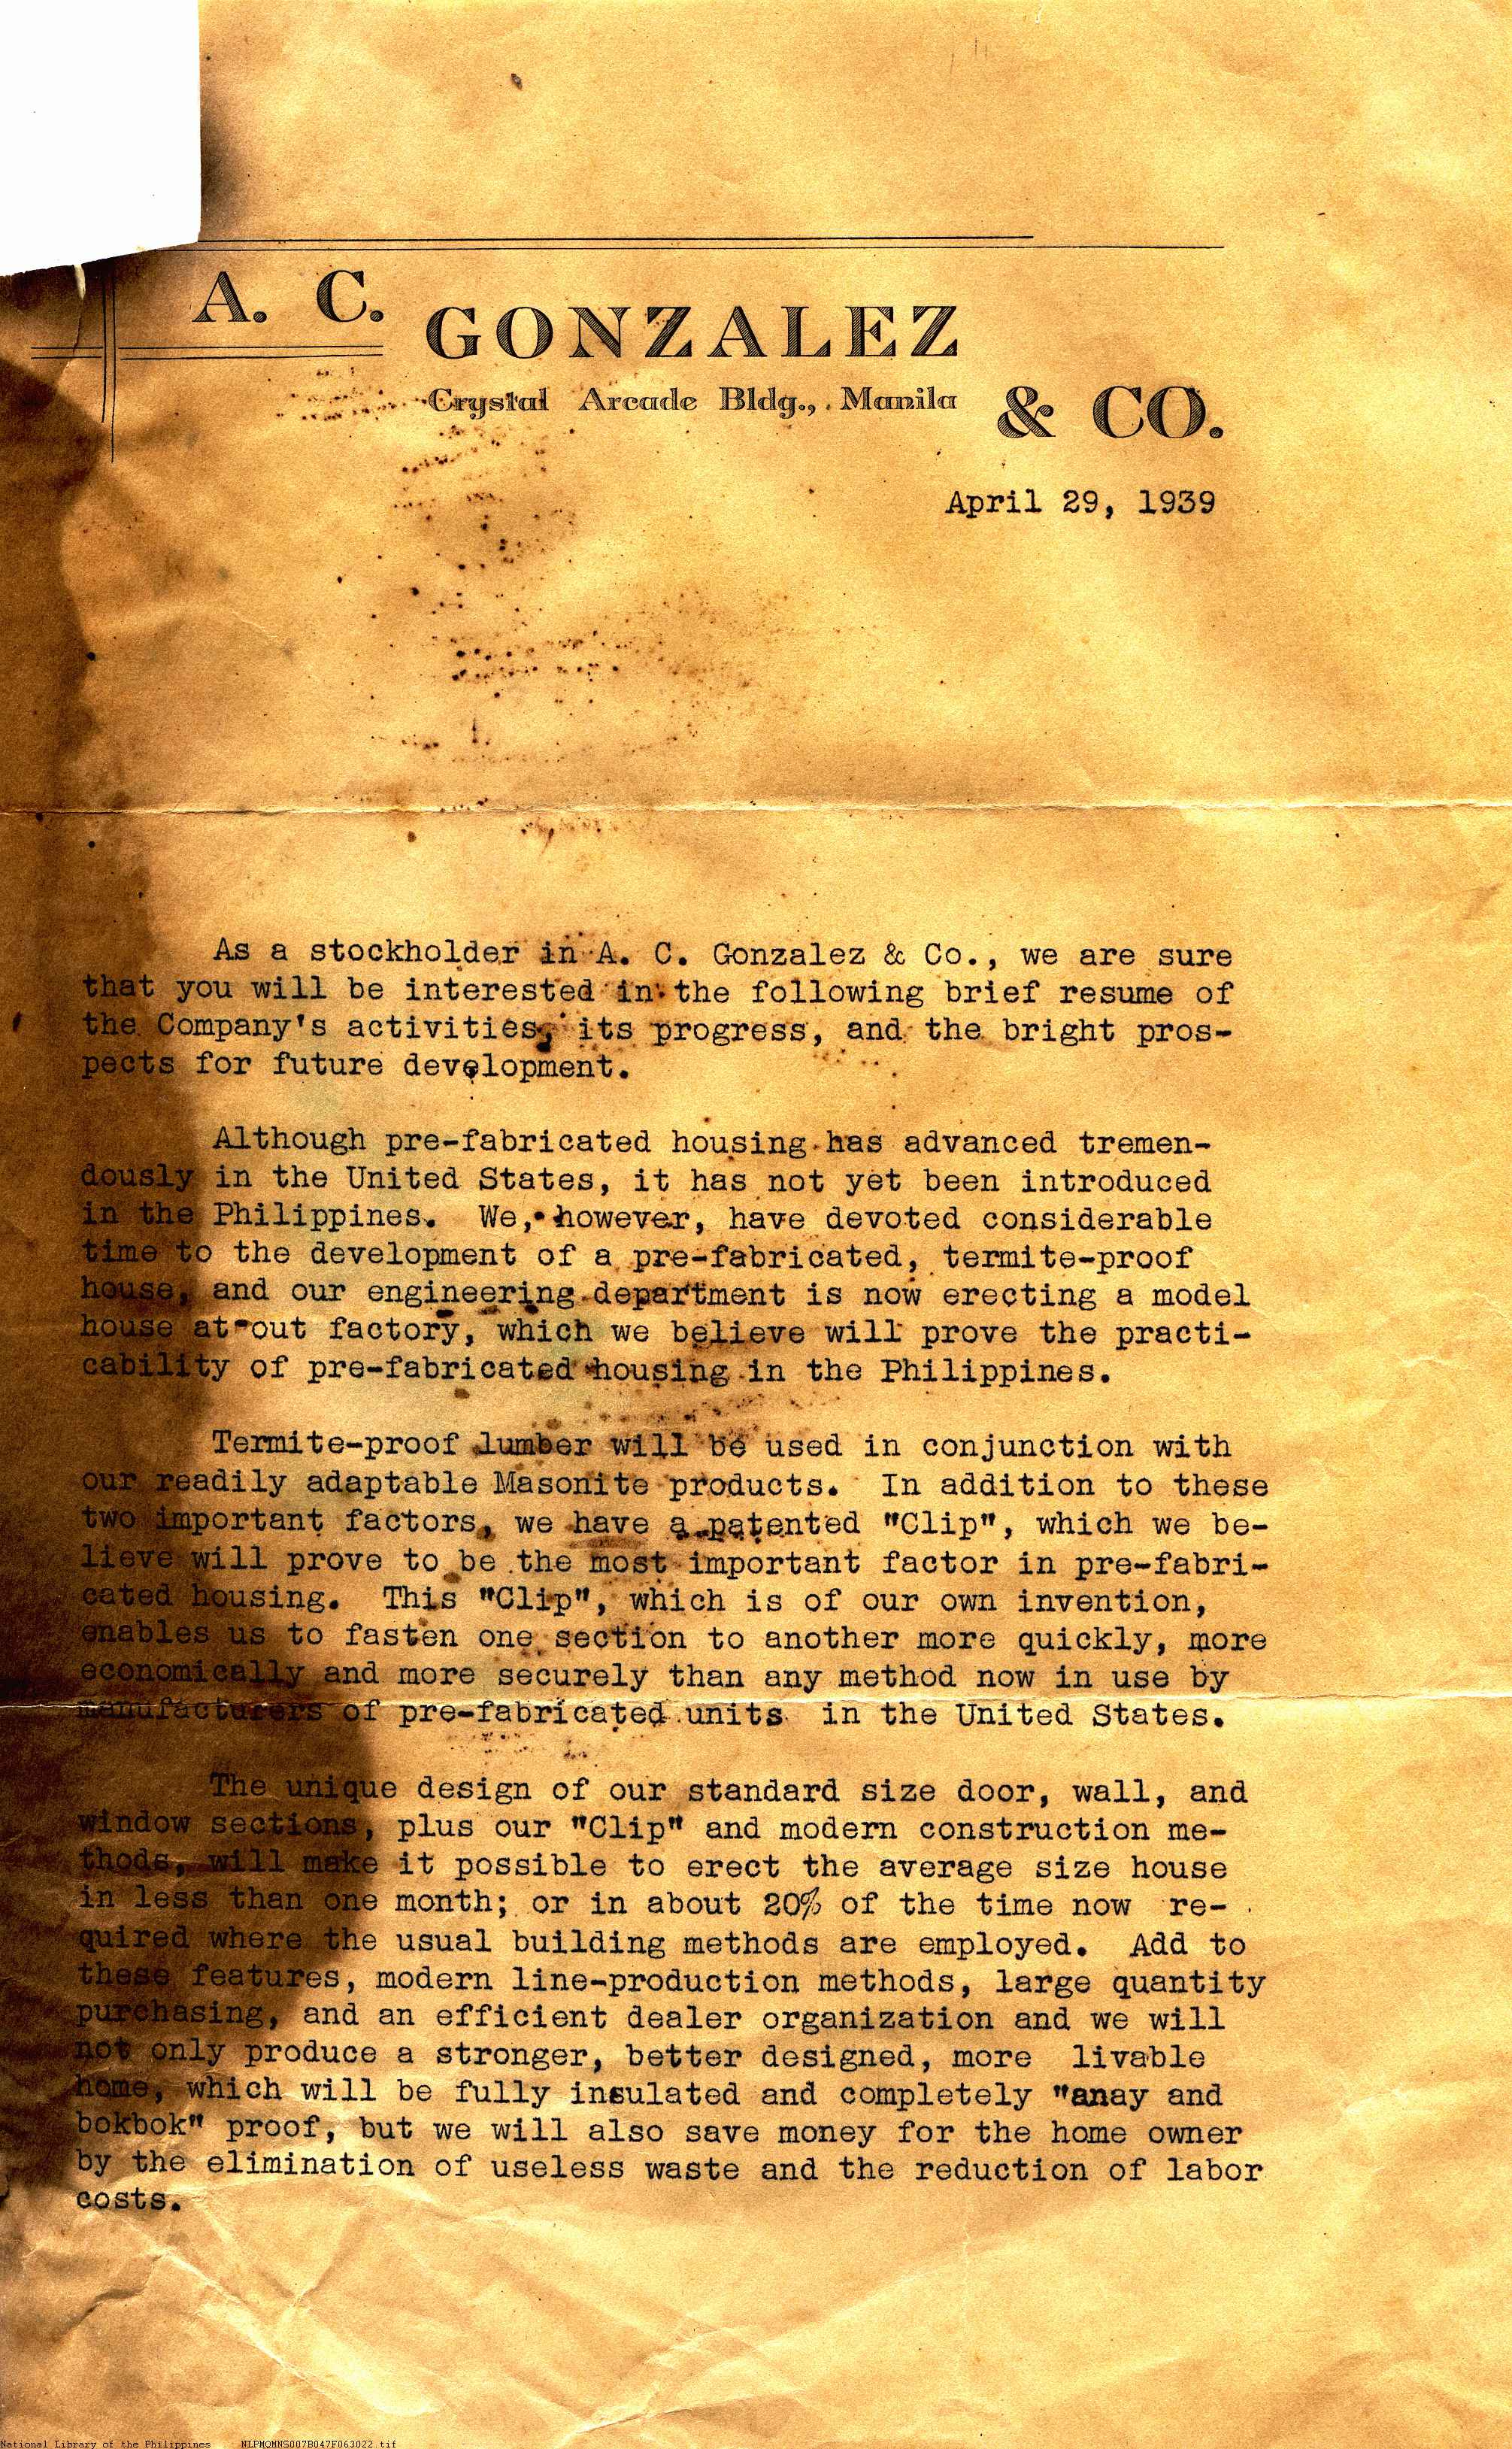 A. C. GONZALEZ & CO.
Crystal Arcade Bldg., Manila
April 29, 1939
As a stockholder in A. C. Gonzalez & Co., we are sure
that you will be interested in the following brief resume of
the Company's activities, its progress, and the bright pros-
pects for future development.
Although pre-fabricated housing has advanced tremen-
dously in the United States, it has not yet been introduced
in the Philippines. We, however, have devoted considerable
time to the development of a pre-fabricated, termite-proof
house, and our engineering department is now erecting a model
house at out factory, which we believe will prove the practi-
cability of pre-fabricated housing in the Philippines.
Termite-proof lumber will be used in conjunction with
our readily adaptable Masonite products. In addition to these
two important factors, we have a patented "Clip", which we be-
lieve will prove to be the most important factor in pre-fabri-
cated housing. This "Clip", which is of our own invention,
enables us to fasten one section to another more quickly, more
economically and more securely than any method now in use by
manufacturers of pre-fabricated units in the United States.
The unique design of our standard size door, wall, and
window sections, plus our "Clip" and modern construction me-
thods, will make it possible to erect the average size house
in less than one month; or in about 20% of the time now re-
quired where the usual building methods are employed. Add to
these features, modern line-production methods, large quantity
purchasing, and an efficient dealer organization and we will
not only produce a stronger, better designed, more livable
home, which will be fully insulated and completely "anay and
bokbok" proof, but we will also save money for the home owner
by the elimination of useless waste and the reduction of labor
costs.
National Library of the Philippines NLPMQMNS007B047F063022.tif